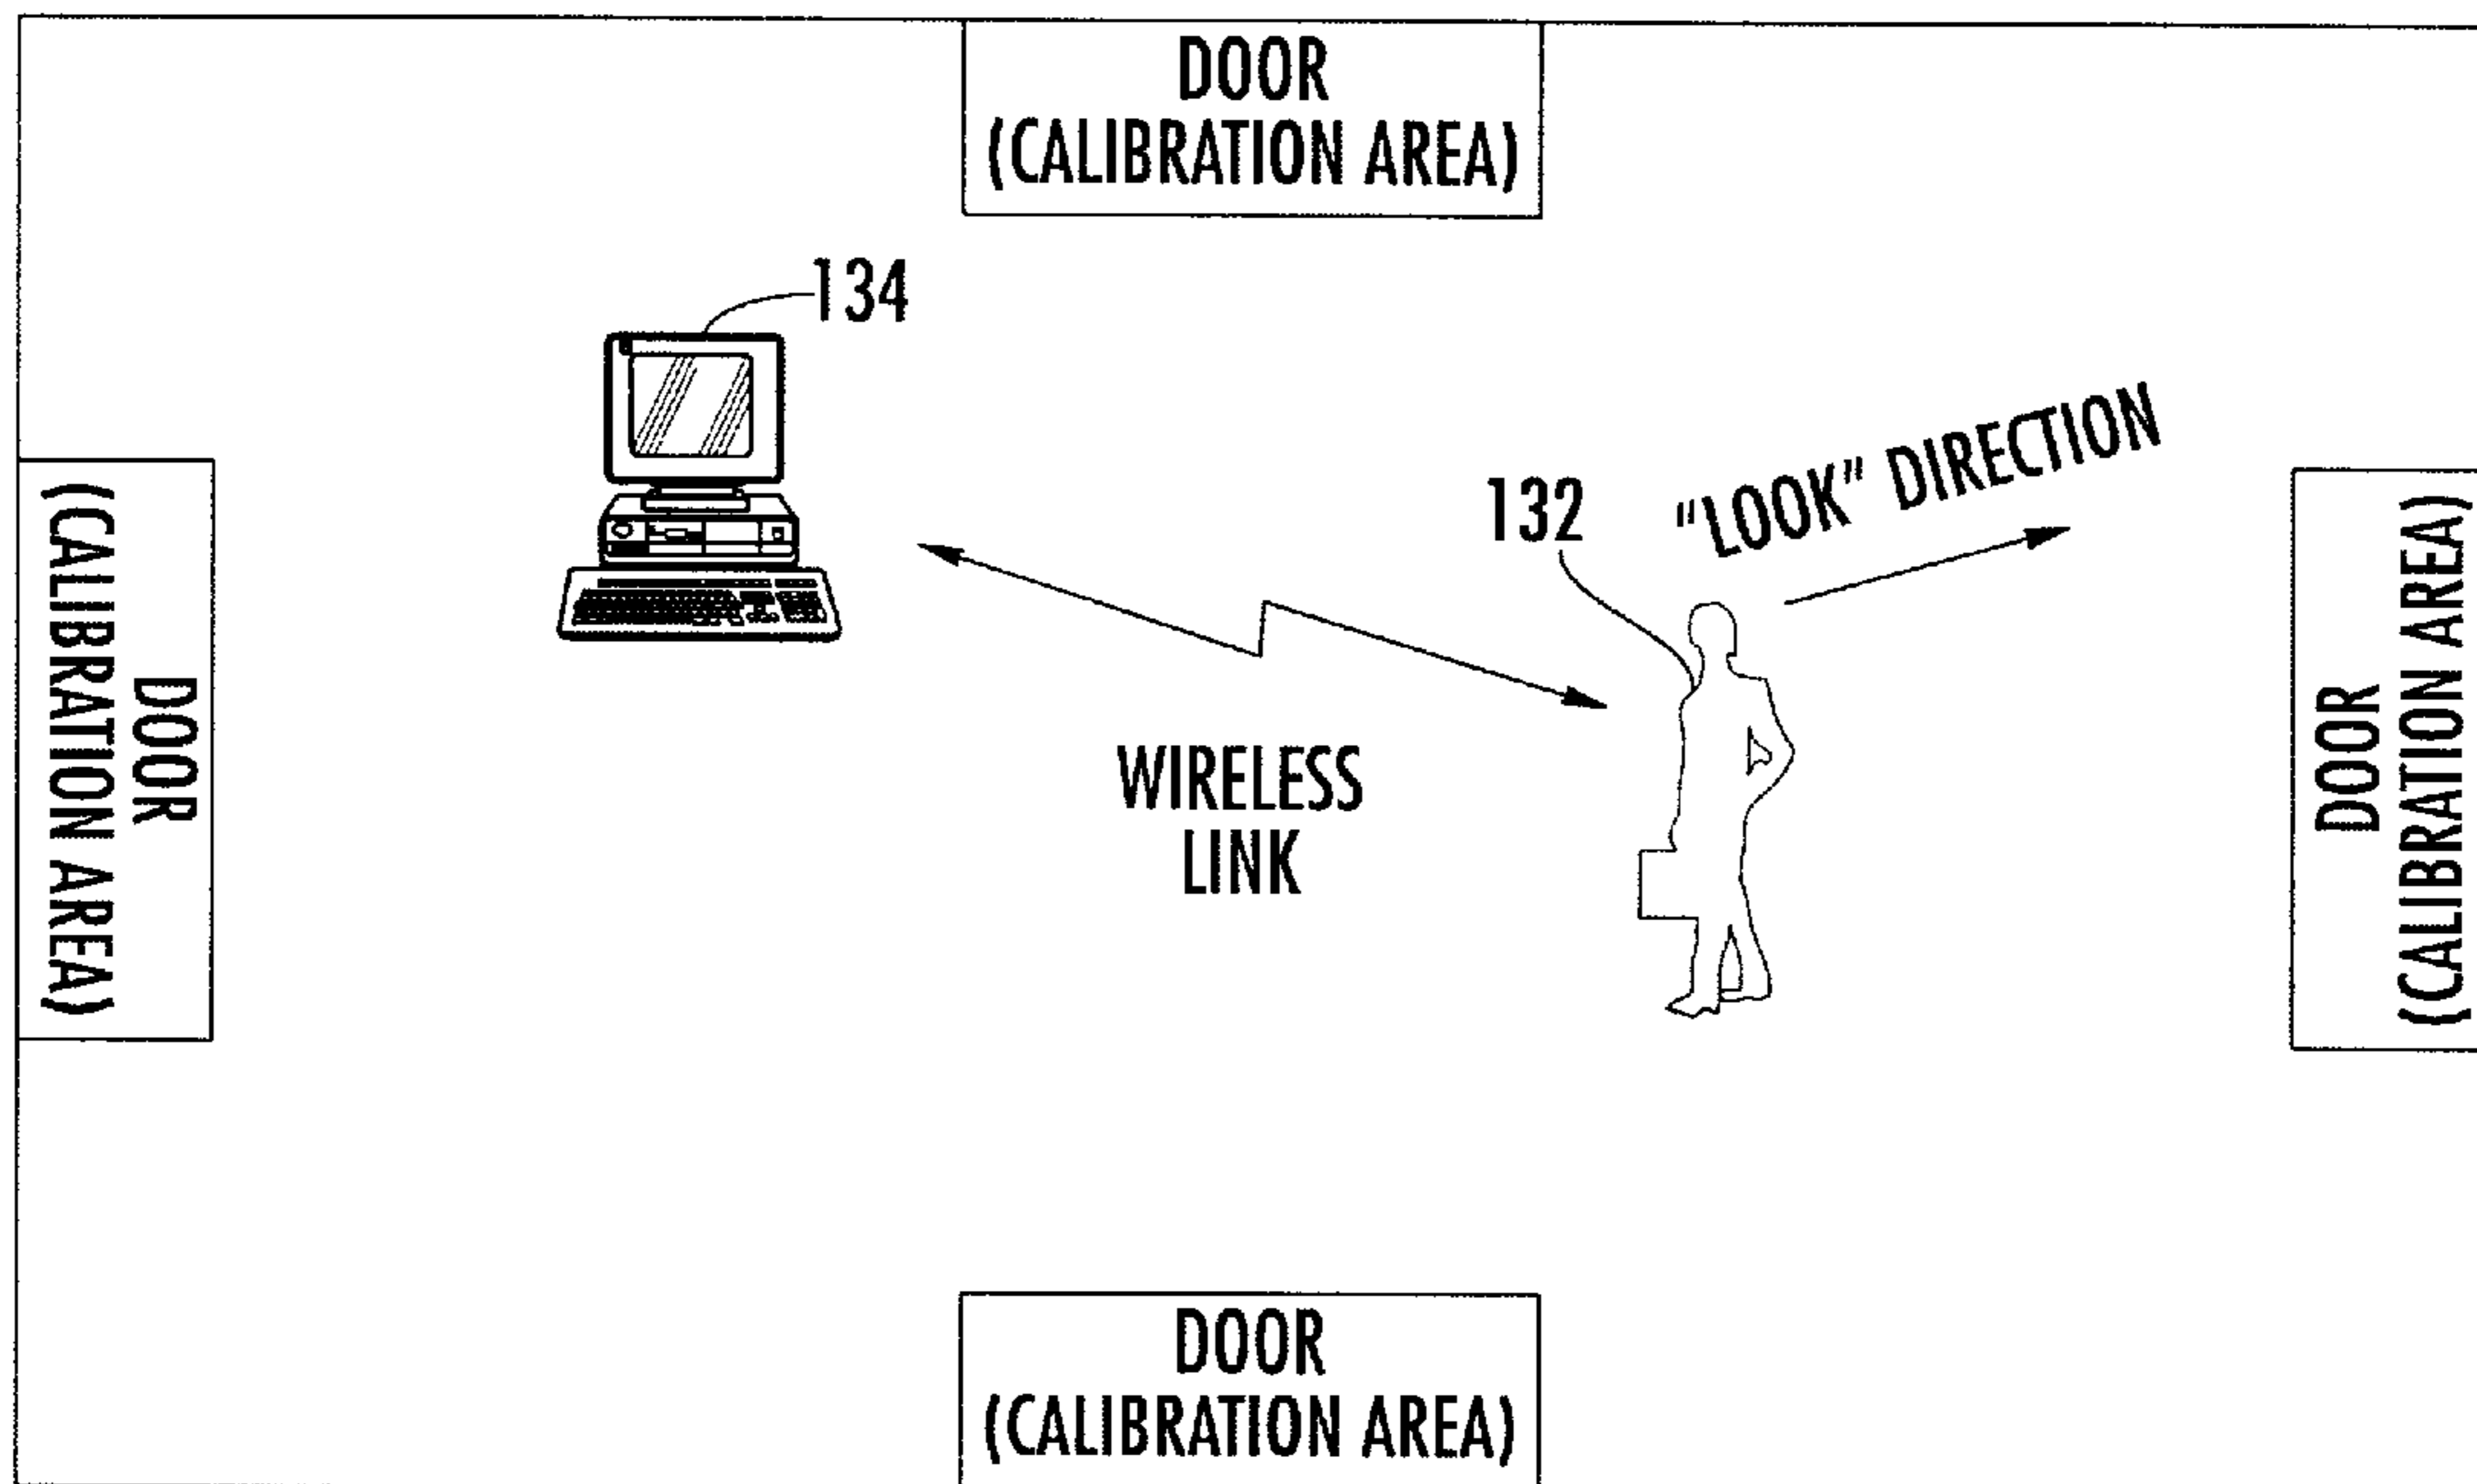 DOOR
(CALIBRATION AREA)
134
"LOOK" DIRECTION
132
DOOR
(CALIBRATION AREA)
WIRELESS
LINK
DOOR
(CALIBRATION AREA)
DOOR
(CALIBRATION AREA)